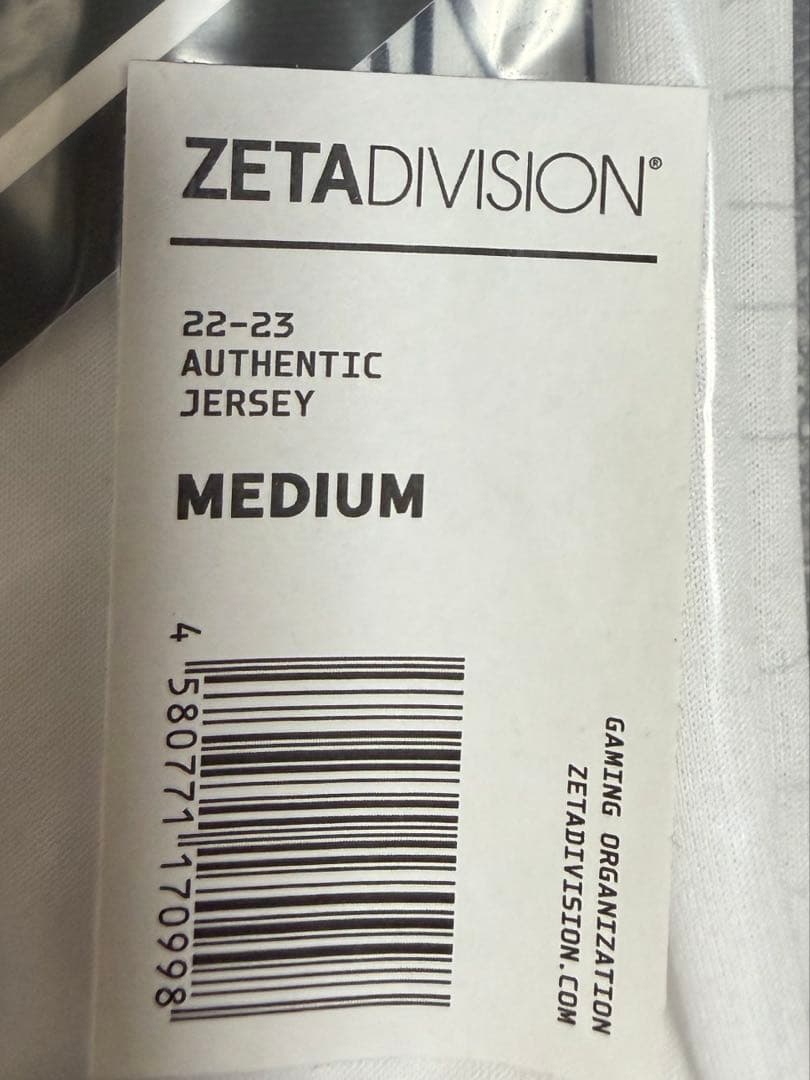 ZETADIVISION®
22-23
AUTHENTIC
JERSEY
MEDIUM
4 580771 170998
GAMING ORGANIZATION
ZETADIVISION.COM